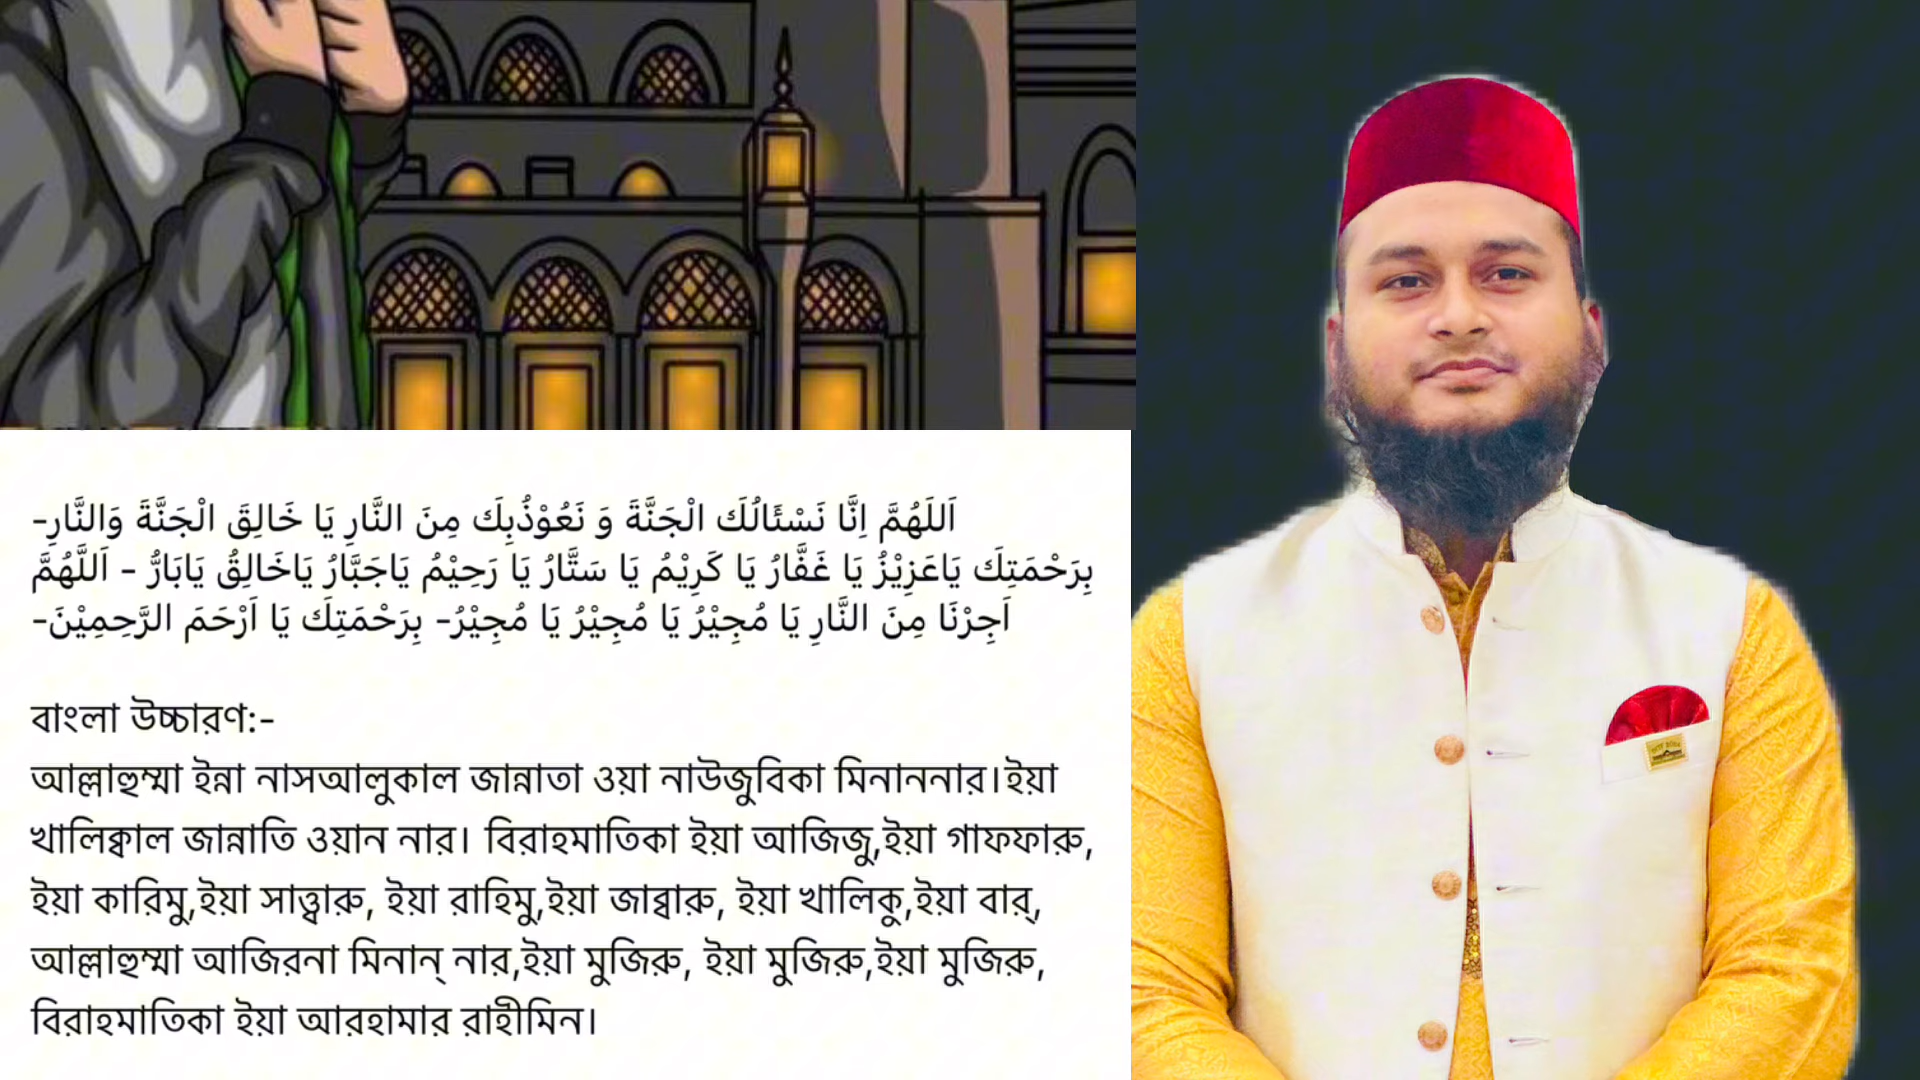 اَللَهُمَّ اِنَّا نَسْئَالُكَ الْجَنَّةَ وَ نَعُوْذُبِكَ مِنَ النَّارِ يَا خَالِقَ الْجَنَّةَ وَالنَّارِ-
بِرَحْمَتِكَ يَاعَزِيْزُ يَا غَفَّارُ يَا كَرِيْمُ يَا سَتَّارُ يَا رَحِيْمُ يَاجَبَّارُ يَاخَالِقُ يَابَارُّ - اَللَّهُمَّ
اَجِرْنَا مِنَ النَّارِ يَا مُجِيْرُ يَا مُجِيْرُ يَا مُجِيْرُ- بِرَحْمَتِكَ يَا اَرْحَمَ الرَّحِمِيْنَ-
বাংলা উচ্চারণ:-
আল্লাহুম্মা ইন্না নাসআলুকাল জান্নাতা ওয়া নাউজুবিকা মিনাননার।ইয়া
খালিক্বাল জান্নাতি ওয়ান নার। বিরাহমাতিকা ইয়া আজিজু,ইয়া গাফফারু,
ইয়া কারিমু,ইয়া সাত্ত্বারু, ইয়া রাহিমু,ইয়া জাব্বারু, ইয়া খালিকু,ইয়া বার্,
আল্লাহুম্মা আজিরনা মিনান্ নার,ইয়া মুজিরু, ইয়া মুজিরু,ইয়া মুজিরু,
বিরাহমাতিকা ইয়া আরহামার রাহীমিন।